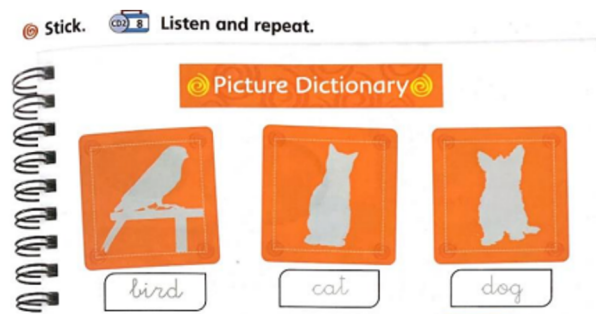 Stick. CD2 8 Listen and repeat.
Picture Dictionary
bird cat dog